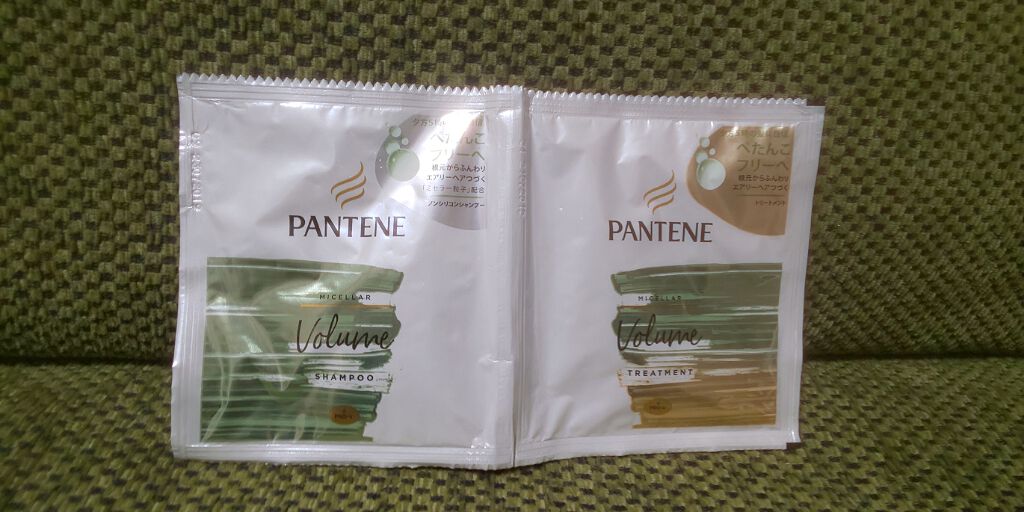 ぺたんこ
フリーへ
根元からふんわり
エアリーヘアつづく
「ミセラー粒子」配合
ノンシリコンシャンプー
PANTENE
MICELLAR
Volume
SHAMPOO
ぺたんこ
フリーへ
根元からふんわり
エアリーヘアつづく
トリートメント
PANTENE
MICELLAR
Volume
TREATMENT